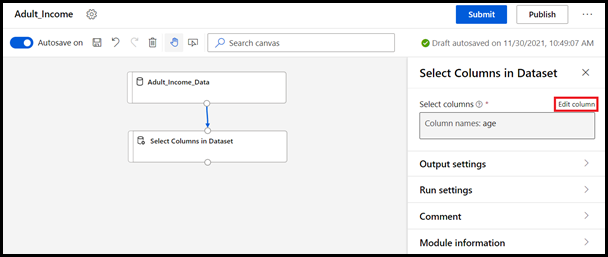 Adult_Income
Submit
Publish
Autosave on
Search canvas
Draft autosaved on 11/30/2021, 10:49:07 AM
Adult_Income_Data
Select Columns in Dataset
Select Columns in Dataset
Select columns * Edit column
Column names: age
Output settings
Run settings
Comment
Module information